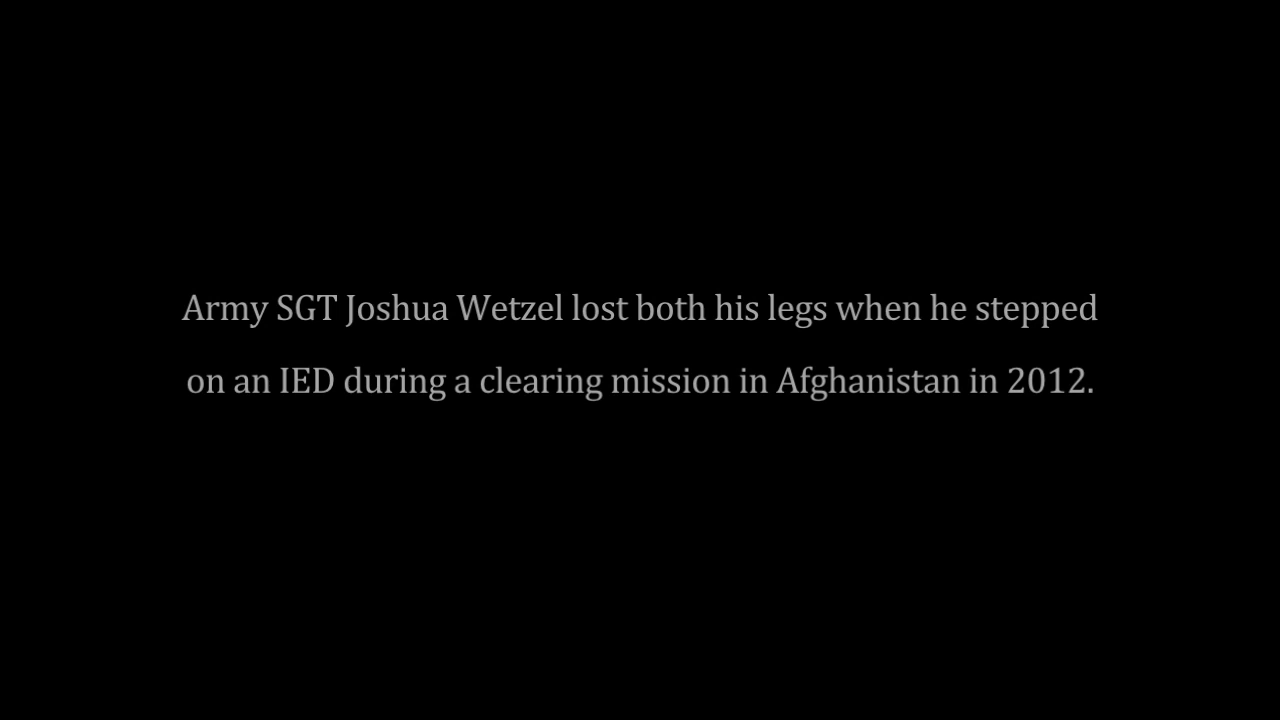 Army SGT Joshua Wetzel lost both his legs when he stepped
on an IED during a clearing mission in Afghanistan in 2012.